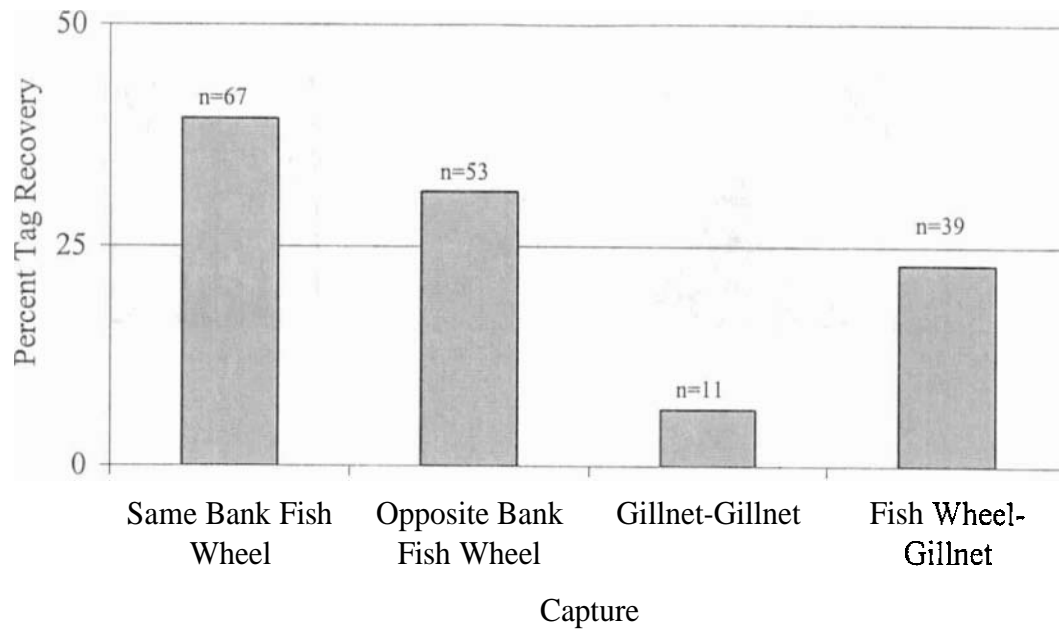 50
n=67
n=53
n=39
25
n=11
0
Percent Tag Recovery
Same Bank Fish
Wheel
Opposite Bank
Fish Wheel
Gillnet-Gillnet
Fish Wheel-
Gillnet
Capture